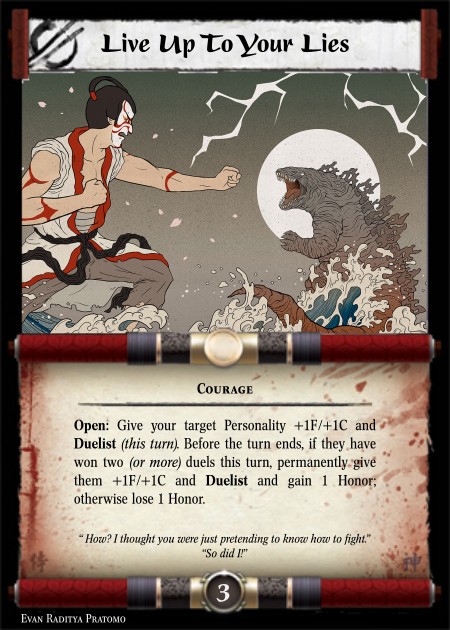 Live Up To Your Lies
Courage
Open: Give your target Personality +1F/+1C and
Duelist (this turn). Before the turn ends, if they have
won two (or more) duels this turn, permanently give
them +1F/+1C and Duelist and gain 1 Honor;
otherwise lose 1 Honor.
“How? I thought you were just pretending to know how to fight.”
“So did I!”
3
Evan Raditya Pratomo